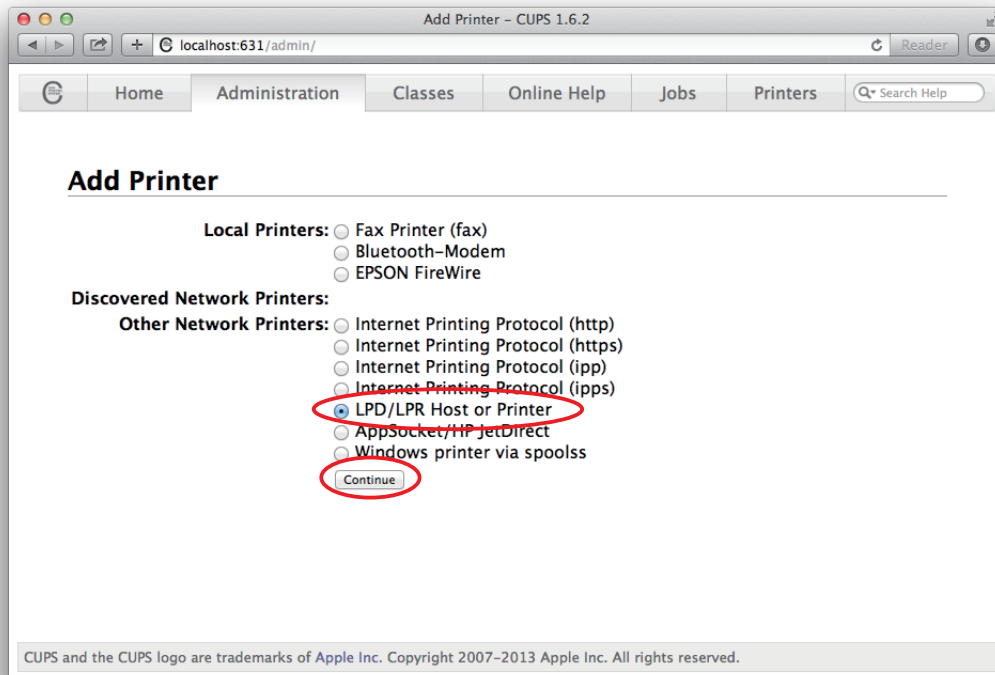 Add Printer – CUPS 1.6.2
localhost:631/admin/
Reader
Home Administration Classes Online Help Jobs Printers Search Help
Add Printer
Local Printers: Fax Printer (fax)
Bluetooth-Modem
EPSON FireWire
Discovered Network Printers:
Other Network Printers: Internet Printing Protocol (http)
Internet Printing Protocol (https)
Internet Printing Protocol (ipp)
Internet Printing Protocol (ipps)
LPD/LPR Host or Printer
AppSocket/HP JetDirect
Windows printer via spoolss
Continue
CUPS and the CUPS logo are trademarks of Apple Inc. Copyright 2007-2013 Apple Inc. All rights reserved.